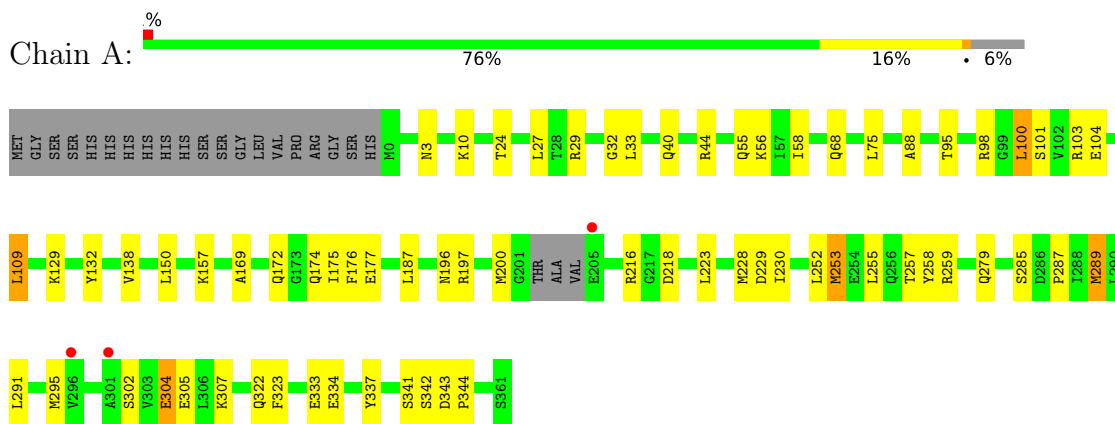 %
Chain A:
76% 16% • 6%
MET GLY SER SER HIS HIS HIS HIS HIS HIS SER SER GLY LEU VAL PRO ARG GLY SER HIS M0 N3 K10 T24 L27 T28 R29 G32 L33 Q40 R44 Q55 K56 I57 I58 Q68 L75 A88 T95 R98 G99 L100 S101 V102 R103 E104
L109 K129 Y132 V138 L150 K157 A169 Q172 G173 Q174 I175 F176 E177 L187 N196 R197 M200 G201 THR ALA VAL E205 R216 G217 D218 L223 M228 D229 I230 L252 M253 E254 L255 Q256 T257 Y258 R259 Q279 S285 D286 P287 I288 M289 L290
L291 M295 V296 A301 S302 V303 E304 E305 L306 K307 Q322 F323 E333 E334 Y337 S341 S342 D343 P344 S361